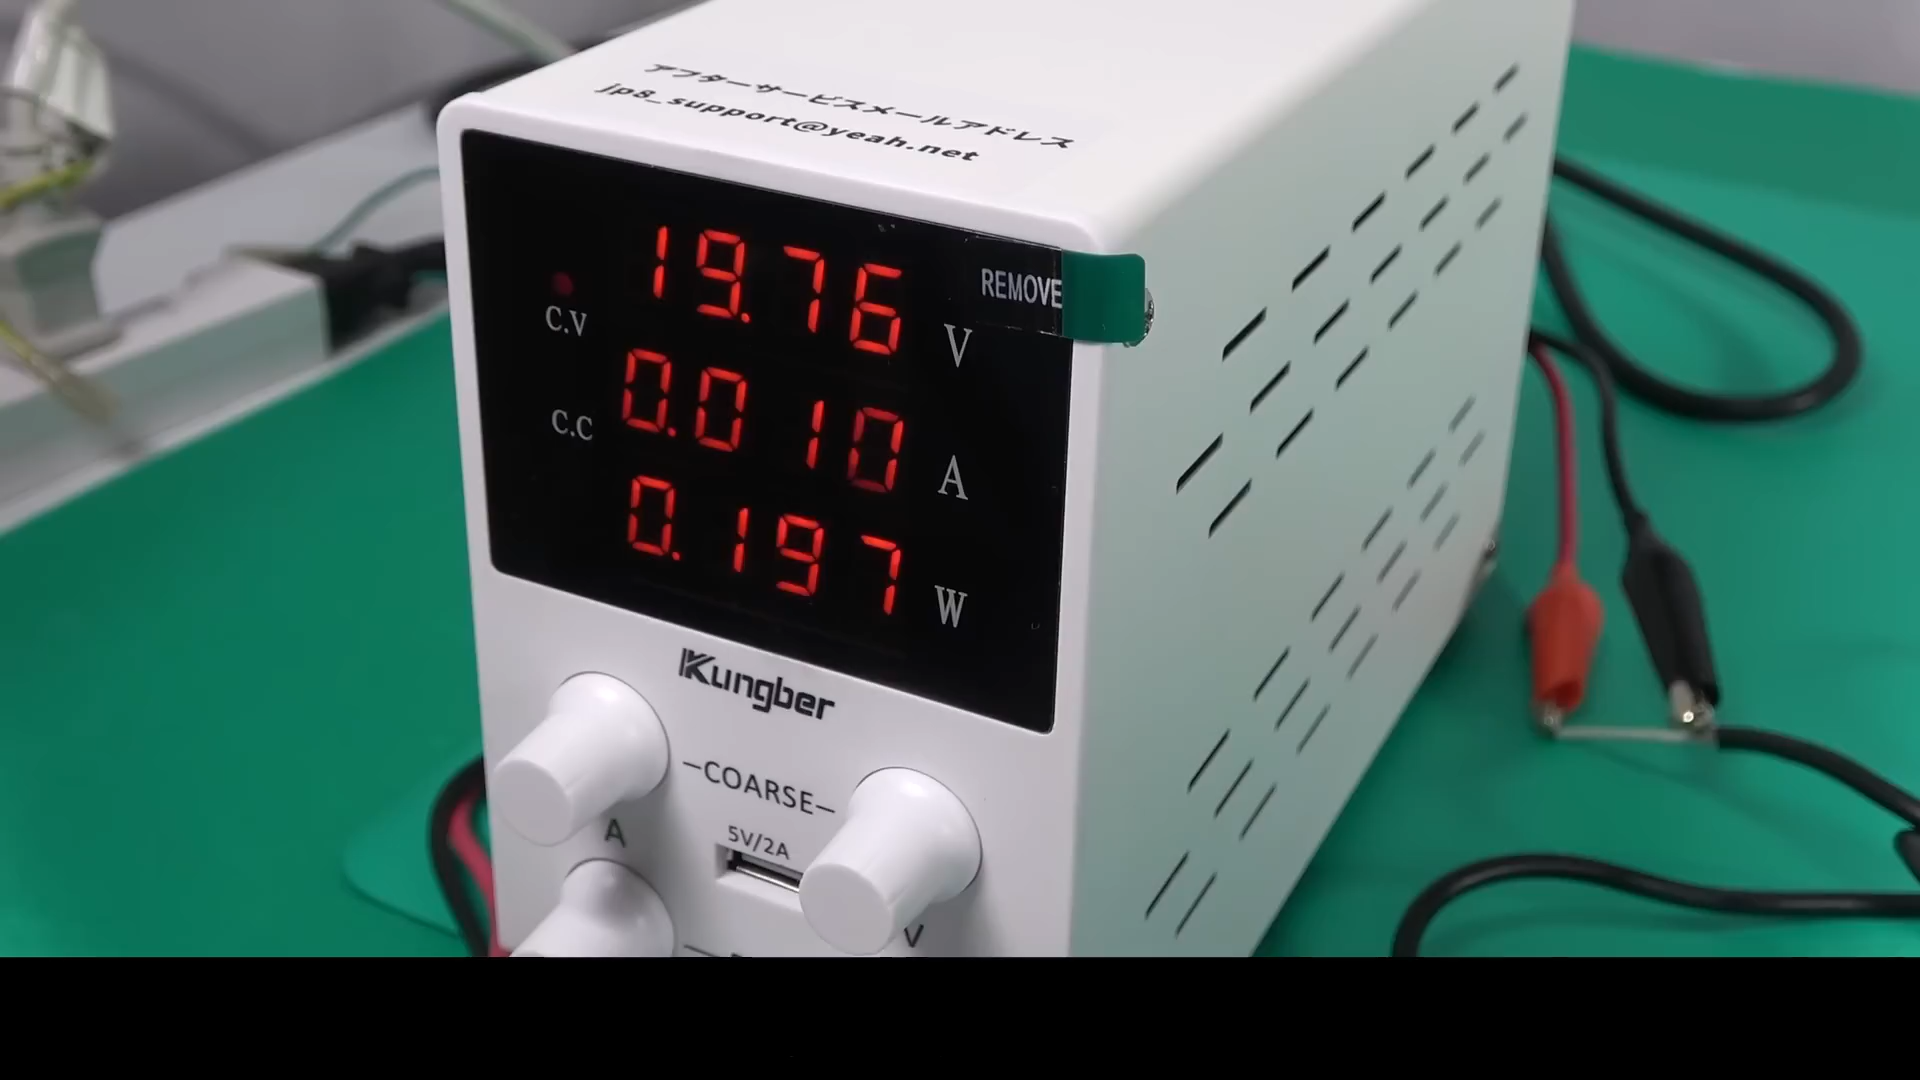 アフターサービスメールアドレス
jp8_support@yeah.net
19.76 V
REMOVE
C.V
0.010 A
C.C
0.197 W
Kungber
COARSE
5V/2A
A
V